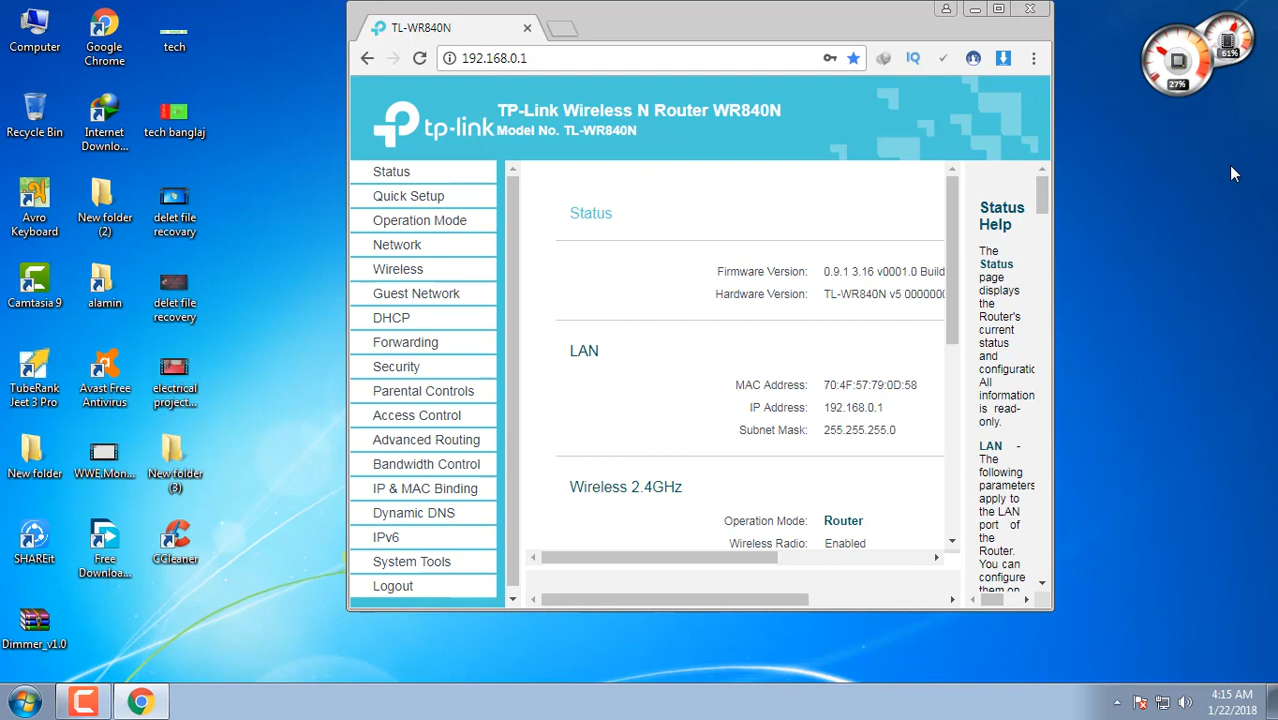 Computer
Google
Chrome
tech
Recycle Bin
Internet
Downlo...
tech banglaj
Avro
Keyboard
New folder
(2)
delet file
recovary
Camtasia 9
alamin
delet file
recovery
TubeRank
Jeet 3 Pro
Avast Free
Antivirus
electrical
project...
New folder
WWE.Mon...
New folder
(3)
SHAREit
Free
Downloa...
CCleaner
Dimmer_v1.0
TL-WR840N
192.168.0.1
IQ
tp-link
TP-Link Wireless N Router WR840N
Model No. TL-WR840N
Status
Quick Setup
Operation Mode
Network
Wireless
Guest Network
DHCP
Forwarding
Security
Parental Controls
Access Control
Advanced Routing
Bandwidth Control
IP & MAC Binding
Dynamic DNS
IPv6
System Tools
Logout
Status
Firmware Version: 0.9.1 3.16 v0001.0 Build
Hardware Version: TL-WR840N v5 0000000
LAN
MAC Address: 70:4F:57:79:0D:58
IP Address: 192.168.0.1
Subnet Mask: 255.255.255.0
Wireless 2.4GHz
Operation Mode: Router
Wireless Radio: Enabled
Status
Help
The
Status
page
displays
the
Router's
current
status
and
configuratic
All
information
is read-
only.
LAN -
The
following
parameters
apply to
the LAN
port of
the
Router.
You can
configure
them on
27%
61%
4:15 AM
1/22/2018